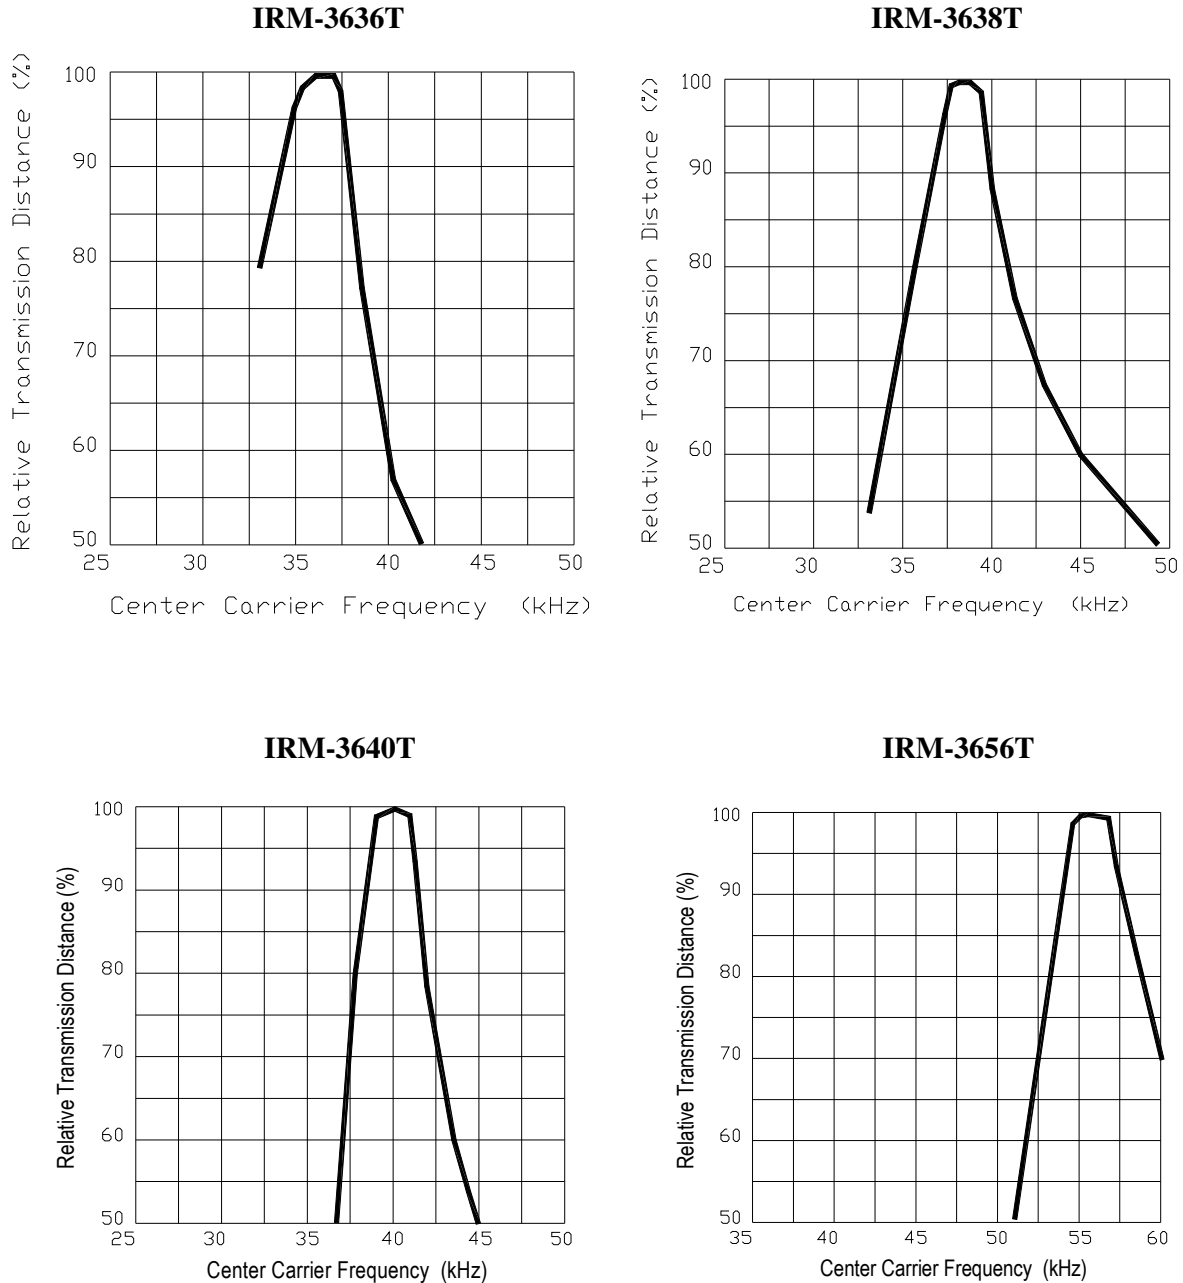 IRM-3636T
IRM-3638T
Relative Transmission Distance (%)
100
90
80
70
60
50
25 30 35 40 45 50
Center Carrier Frequency (kHz)
Relative Transmission Distance (%)
100
90
80
70
60
50
25 30 35 40 45 50
Center Carrier Frequency (kHz)
IRM-3640T
IRM-3656T
Relative Transmission Distance (%)
100
90
80
70
60
50
25 30 35 40 45 50
Center Carrier Frequency (kHz)
Relative Transmission Distance (%)
100
90
80
70
60
50
35 40 45 50 55 60
Center Carrier Frequency (kHz)